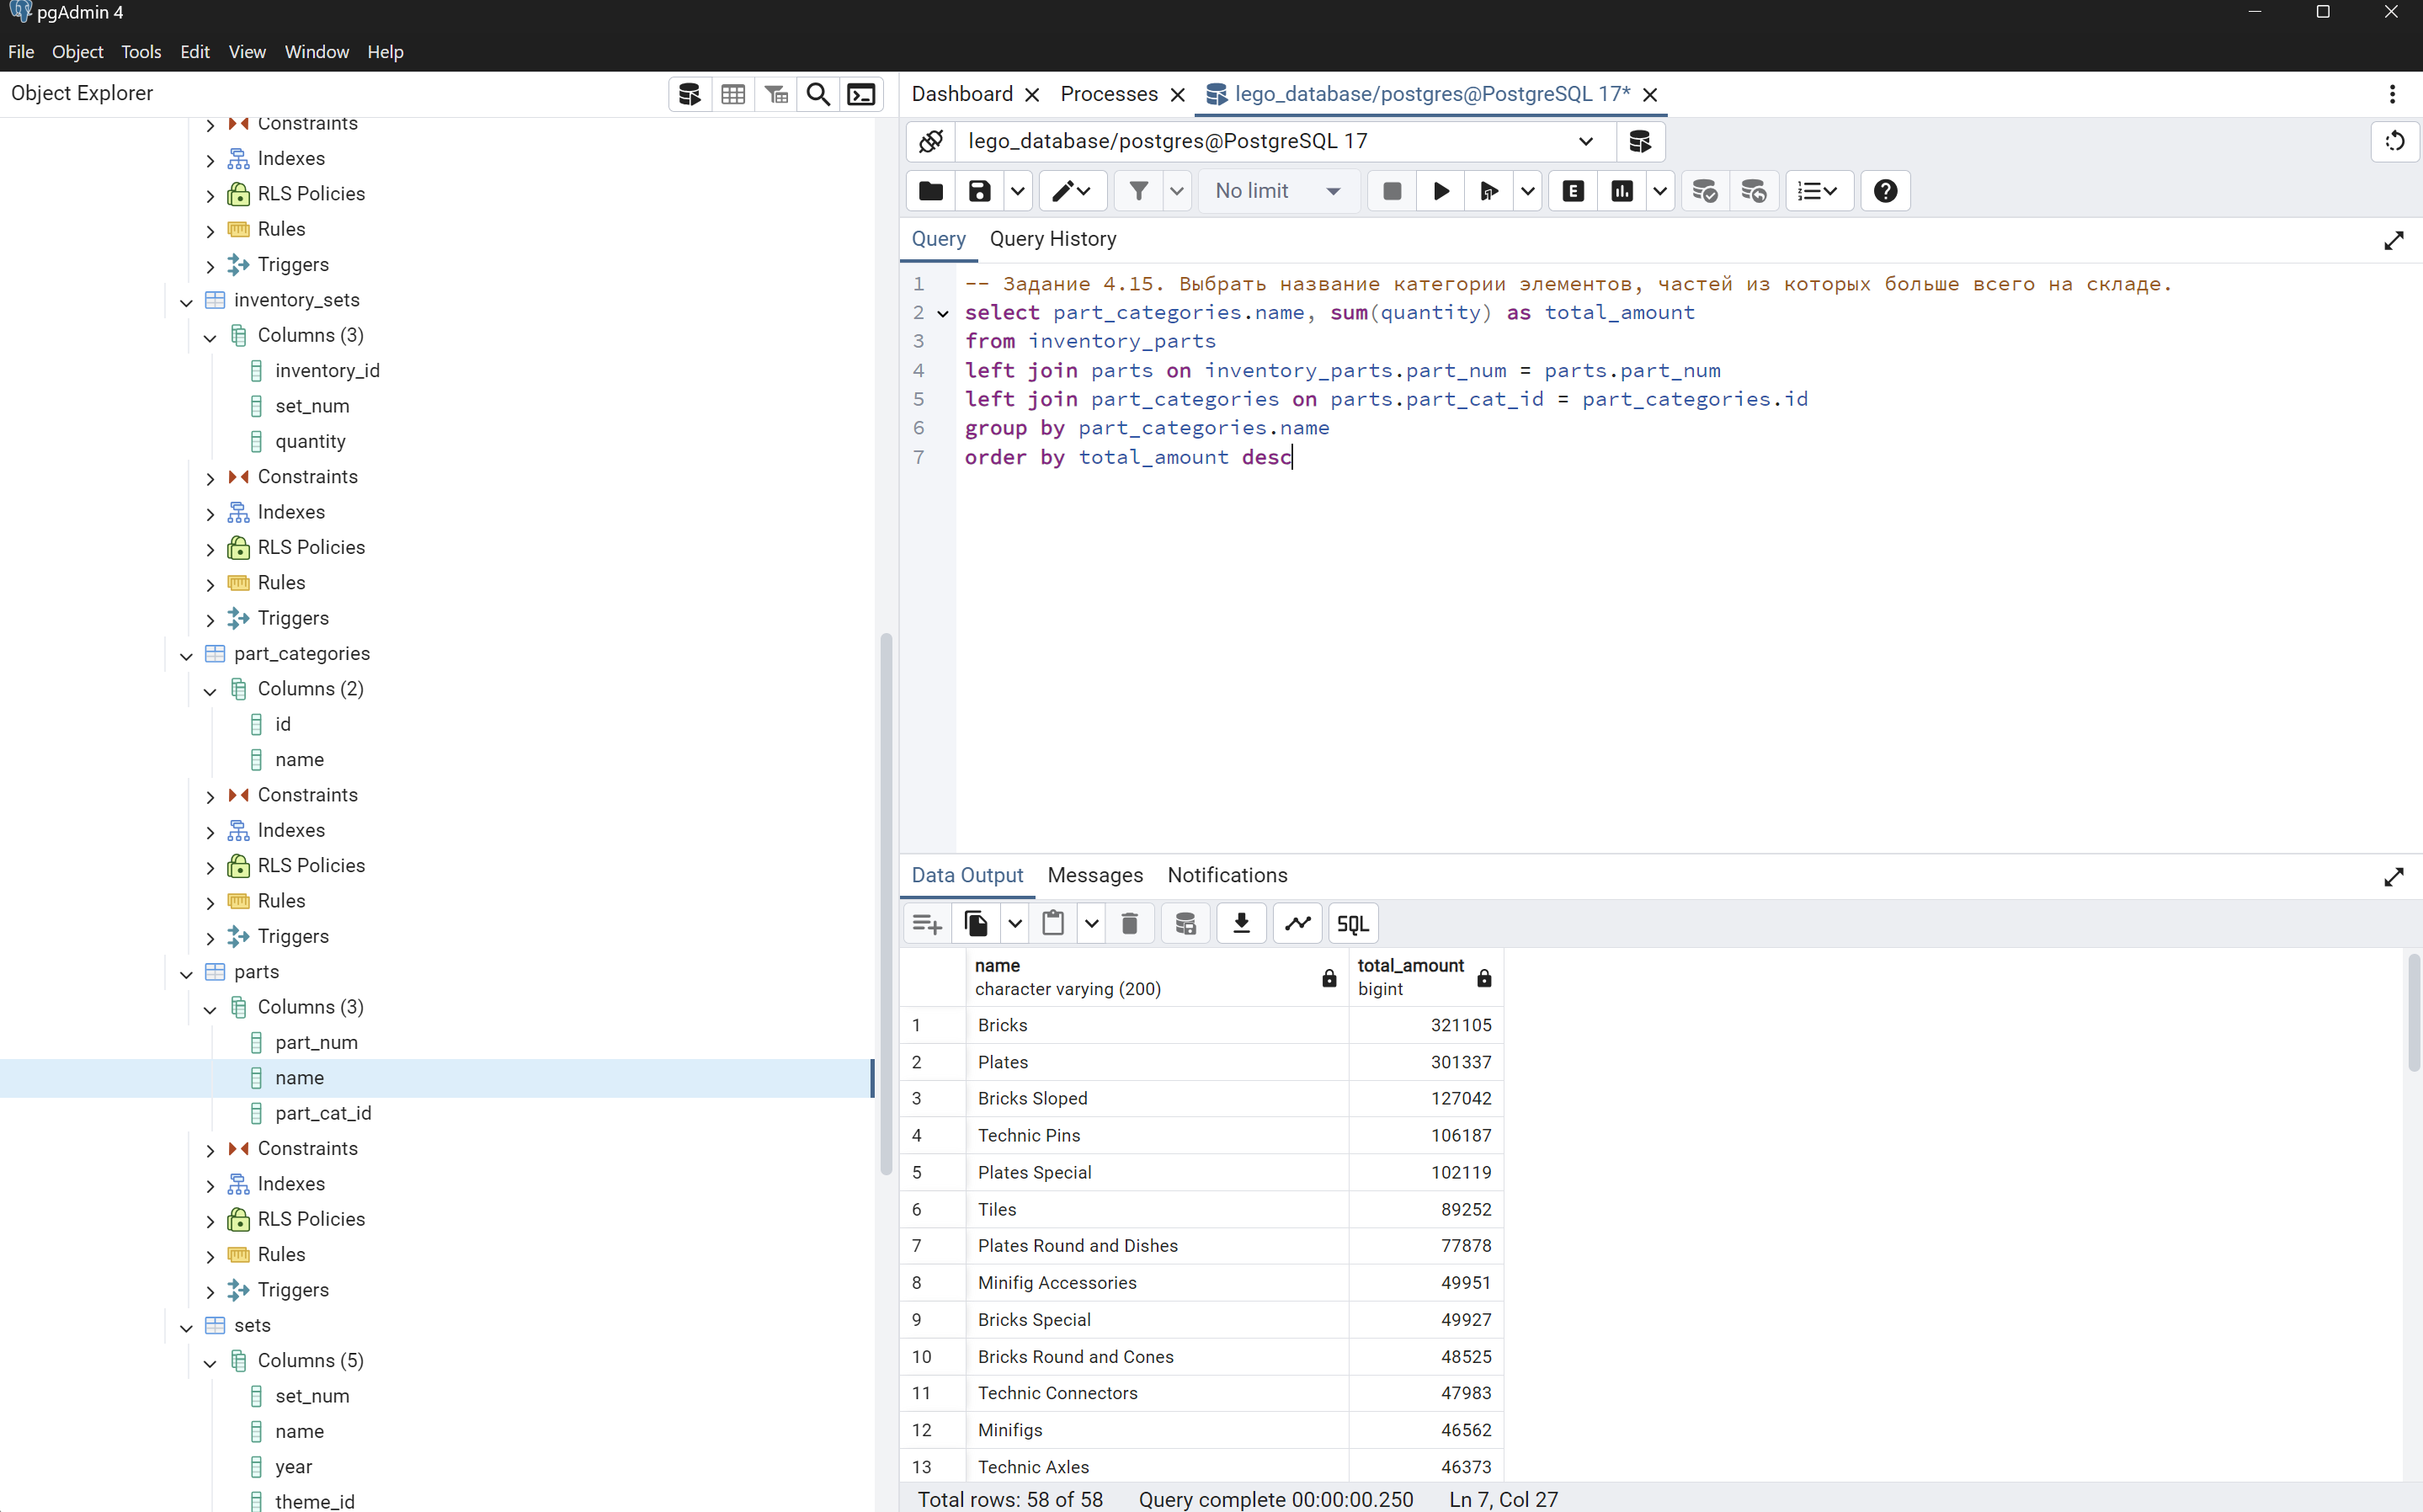 pgAdmin 4
File Object Tools Edit View Window Help
Object Explorer
Constraints
Indexes
RLS Policies
Rules
Triggers
inventory_sets
Columns (3)
inventory_id
set_num
quantity
Constraints
Indexes
RLS Policies
Rules
Triggers
part_categories
Columns (2)
id
name
Constraints
Indexes
RLS Policies
Rules
Triggers
parts
Columns (3)
part_num
name
part_cat_id
Constraints
Indexes
RLS Policies
Rules
Triggers
sets
Columns (5)
set_num
name
year
theme_id
Dashboard Processes lego_database/postgres@PostgreSQL 17*
lego_database/postgres@PostgreSQL 17
No limit E
Query Query History
1 -- Задание 4.15. Выбрать название категории элементов, частей из которых больше всего на складе.
2 select part_categories.name, sum(quantity) as total_amount
3 from inventory_parts
4 left join parts on inventory_parts.part_num = parts.part_num
5 left join part_categories on parts.part_cat_id = part_categories.id
6 group by part_categories.name
7 order by total_amount desc
Data Output Messages Notifications
SQL
name total_amount
character varying (200) bigint
1 Bricks 321105
2 Plates 301337
3 Bricks Sloped 127042
4 Technic Pins 106187
5 Plates Special 102119
6 Tiles 89252
7 Plates Round and Dishes 77878
8 Minifig Accessories 49951
9 Bricks Special 49927
10 Bricks Round and Cones 48525
11 Technic Connectors 47983
12 Minifigs 46562
13 Technic Axles 46373
Total rows: 58 of 58 Query complete 00:00:00.250 Ln 7, Col 27